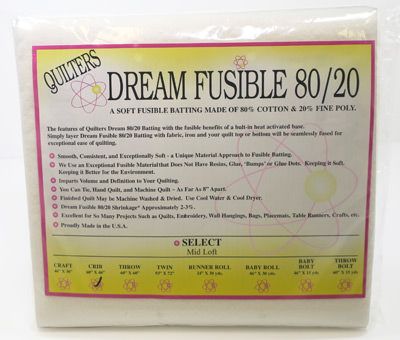 QUILTERS
DREAM FUSIBLE 80/20
A SOFT FUSIBLE BATTING MADE OF 80% COTTON & 20% FINE POLY.
The features of Quilters Dream 80/20 Batting with the fusible benefits of a built-in heat activated base.
Simply layer Dream Fusible 80/20 Batting with fabric, iron and your quilt top or bottom will be seamlessly fused for
exceptional ease of quilting.
Smooth, Consistent, and Exceptionally Soft - a Unique Material Approach to Fusible Batting.
We Use an Exceptional Fusible Material that Does Not Have Resins, Glue, 'Bumps' or Glue Dots. Keeping it Soft.
Keeping it Better for the Environment.
Imparts Volume and Definition to Your Quilting.
You Can Tie, Hand Quilt, and Machine Quilt - As Far As 8" Apart.
Finished Quilt May be Machine Washed & Dried. Use Cool Water & Cool Dryer.
Dream Fusible 80/20 Shrinkage* Approximately 2-3%.
Excellent for So Many Projects Such as Quilts, Embroidery, Wall Hangings, Bags, Placemats, Table Runners, Crafts, etc.
Proudly Made in the U.S.A.
SELECT
Mid Loft
CRAFT CRIB THROW TWIN RUNNER ROLL BABY ROLL BABY BOLT THROW BOLT